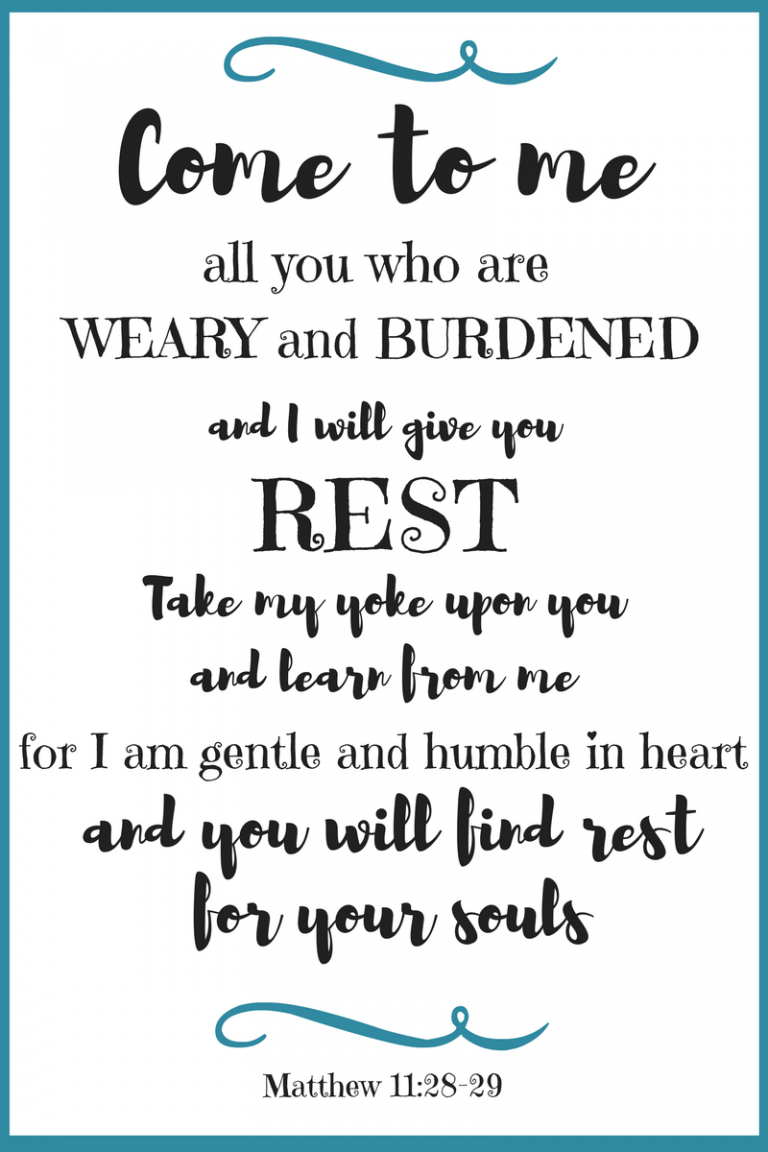 Come to me
all you who are
WEARY and BURDENED
and I will give you
REST
Take my yoke upon you
and learn from me
for I am gentle and humble in heart
and you will find rest
for your souls
Matthew 11:28-29